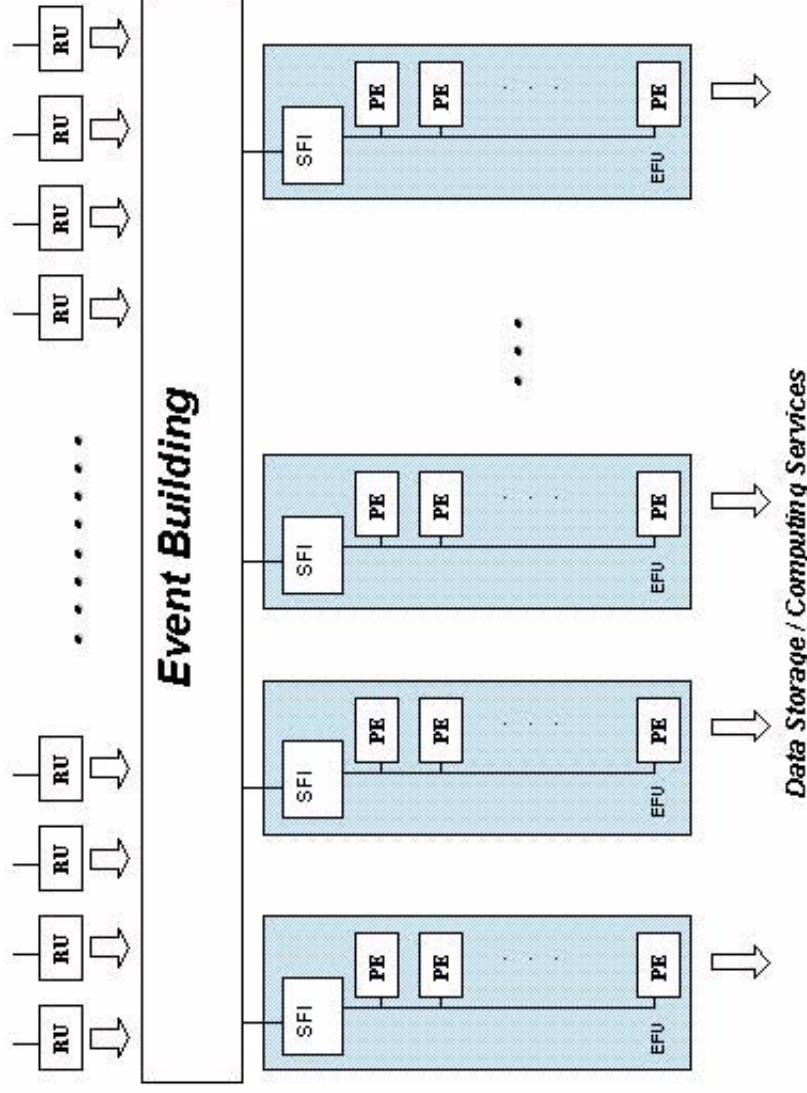 RU
RU
RU
RU
RU
RU
RU
RU
Event Building
SFI
PE
PE
EFU PE
SFI
PE
PE
EFU PE
SFI
PE
PE
EFU PE
SFI
PE
PE
EFU PE
Data Storage / Computing Services